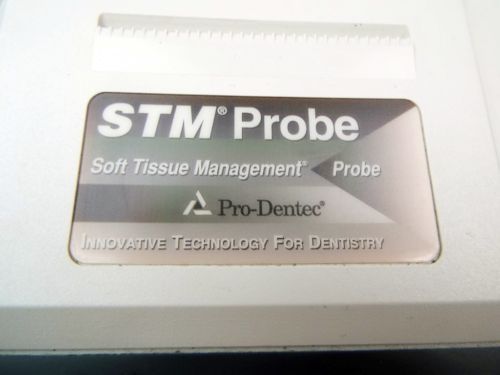 STM® Probe
Soft Tissue Management® Probe
Pro-Dentec®
INNOVATIVE TECHNOLOGY FOR DENTISTRY